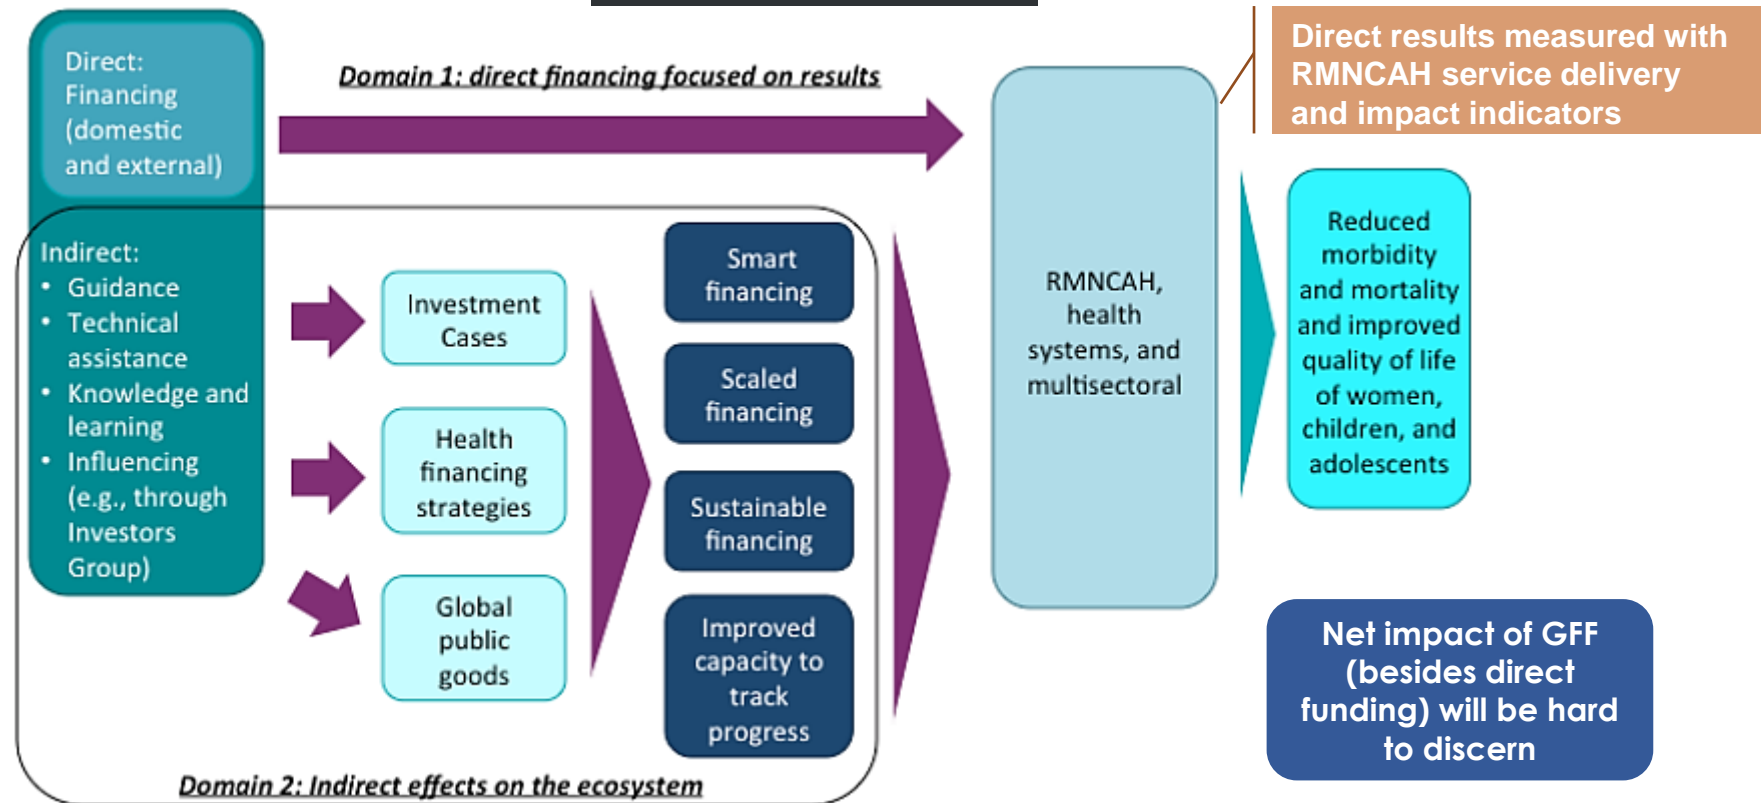 Direct:
Financing
(domestic
and external)
Domain 1: direct financing focused on results
Direct results measured with
RMNCAH service delivery
and impact indicators
Indirect:
• Guidance
• Technical
assistance
• Knowledge and
learning
• Influencing
(e.g., through
Investors
Group)
Investment
Cases
Health
financing
strategies
Global
public
goods
Smart
financing
Scaled
financing
Sustainable
financing
Improved
capacity to
track
progress
Domain 2: Indirect effects on the ecosystem
RMNCAH,
health
systems, and
multisectoral
Reduced
morbidity
and mortality
and improved
quality of life
of women,
children, and
adolescents
Net impact of GFF
(besides direct
funding) will be hard
to discern